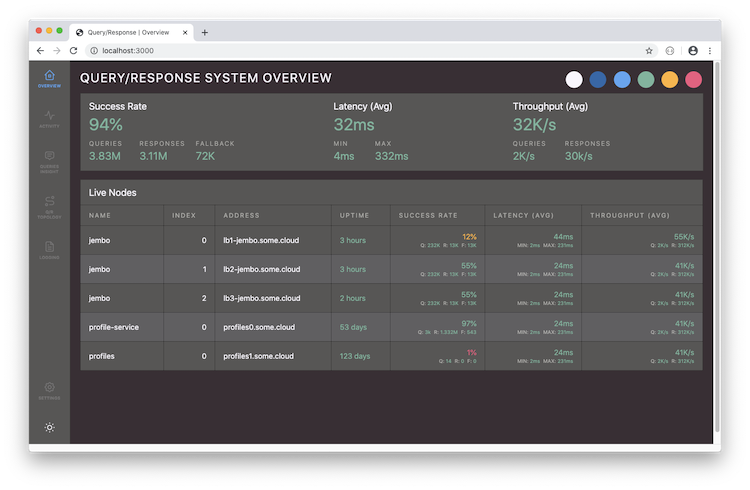 Query/Response | Overview
localhost:3000
OVERVIEW
ACTIVITY
SETTINGS
QUERY/RESPONSE SYSTEM OVERVIEW
Success Rate
94%
QUERIES RESPONSES FALLBACK
3.83M 3.11M 72K
Latency (Avg)
32ms
MIN MAX
4ms 332ms
Throughput (Avg)
32K/s
QUERIES RESPONSES
2K/s 30k/s
Live Nodes
NAME INDEX ADDRESS UPTIME SUCCESS RATE LATENCY (AVG) THROUGHPUT (AVG)
jembo 0 lb1-jembo.some.cloud 3 hours 12% 44ms 55K/s
Q: 232K R: 15K F: 13K MIN: 2ms MAX: 231ms Q: 2K/s R: 312K/s
jembo 1 lb2-jembo.some.cloud 3 hours 55% 24ms 41K/s
Q: 232K R: 15K F: 13K MIN: 2ms MAX: 231ms Q: 2K/s R: 312K/s
jembo 2 lb3-jembo.some.cloud 2 hours 55% 24ms 41K/s
Q: 232K R: 13K F: 13K MIN: 2ms MAX: 231ms Q: 2K/s R: 312K/s
profile-service 0 profiles0.some.cloud 53 days 97% 24ms 41K/s
Q: 3K F: 543 MIN: 2ms MAX: 231ms Q: 2K/s R: 312K/s
profiles 0 profiles1.some.cloud 123 days 1% 24ms 41K/s
Q: 14 R: 0 F: 0 MIN: 2ms MAX: 231ms Q: 2K/s R: 312K/s